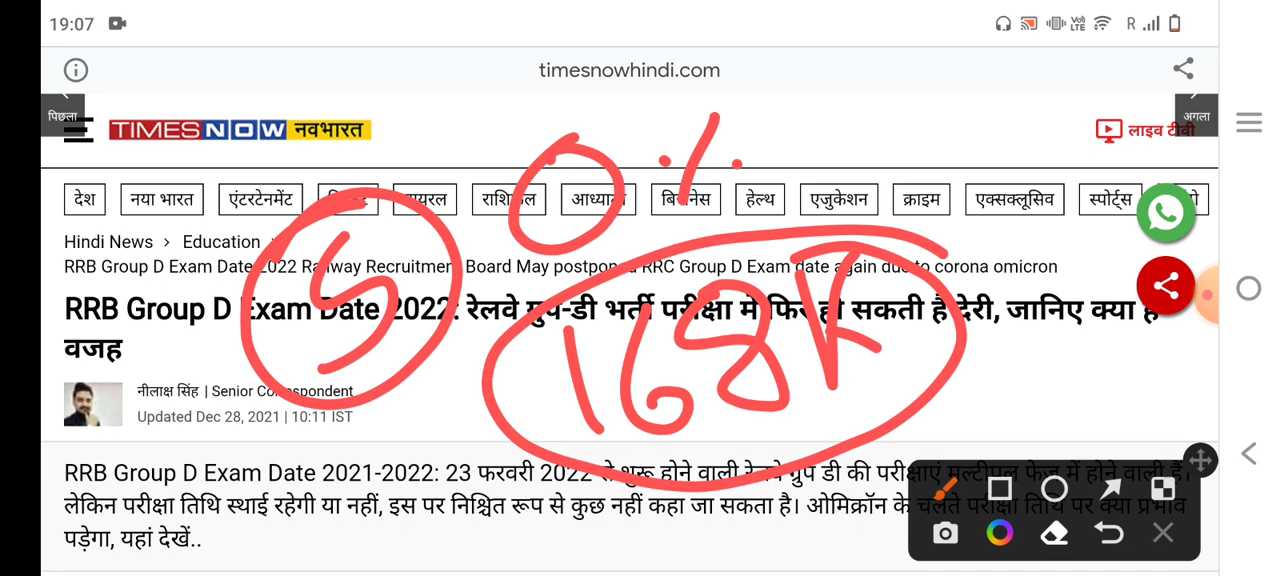 19:07 Vo) LTE R
timesnowhindi.com
पिछला अगला
TIMES NOW नवभारत लाइव टीवी
देश नया भारत एंटरटेनमेंट वायरल राशिफल आध्यात्म बिजनेस हेल्थ एजुकेशन क्राइम एक्सक्लूसिव स्पोर्ट्स
0%
Hindi News > Education >
RRB Group D Exam Date 2022 Railway Recruitment Board May postponed RRC Group D Exam date again due to corona omicron
RRB Group D Exam Date 2022: रेलवे ग्रुप-डी भर्ती परीक्षा में फिर हो सकती है देरी, जानिए क्या है
वजह
5
168K
नीलाक्ष सिंह | Senior Correspondent
Updated Dec 28, 2021 | 10:11 IST
RRB Group D Exam Date 2021-2022: 23 फरवरी 2022 से शुरू होने वाली रेलवे ग्रुप डी की परीक्षाएं मल्टीपल फेज में होने वाली हैं।
लेकिन परीक्षा तिथि स्थाई रहेगी या नहीं, इस पर निश्चित रूप से कुछ नहीं कहा जा सकता है। ओमिक्रॉन के चलते परीक्षा तिथि पर क्या प्रभाव
पड़ेगा, यहां देखें..